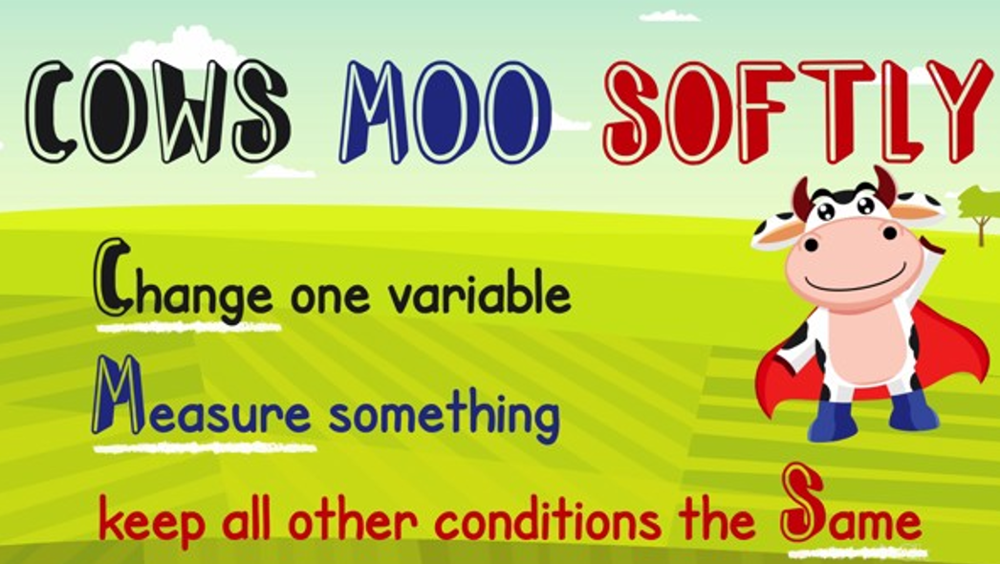 COWS MOO SOFTLY
Change one variable
Measure something
keep all other conditions the Same